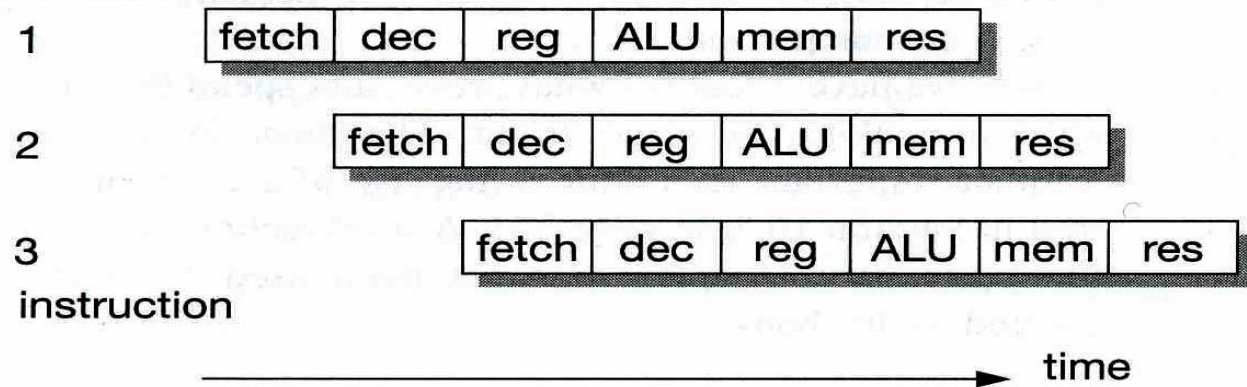 1 fetch dec reg ALU mem res
2 fetch dec reg ALU mem res
3 fetch dec reg ALU mem res
instruction
time